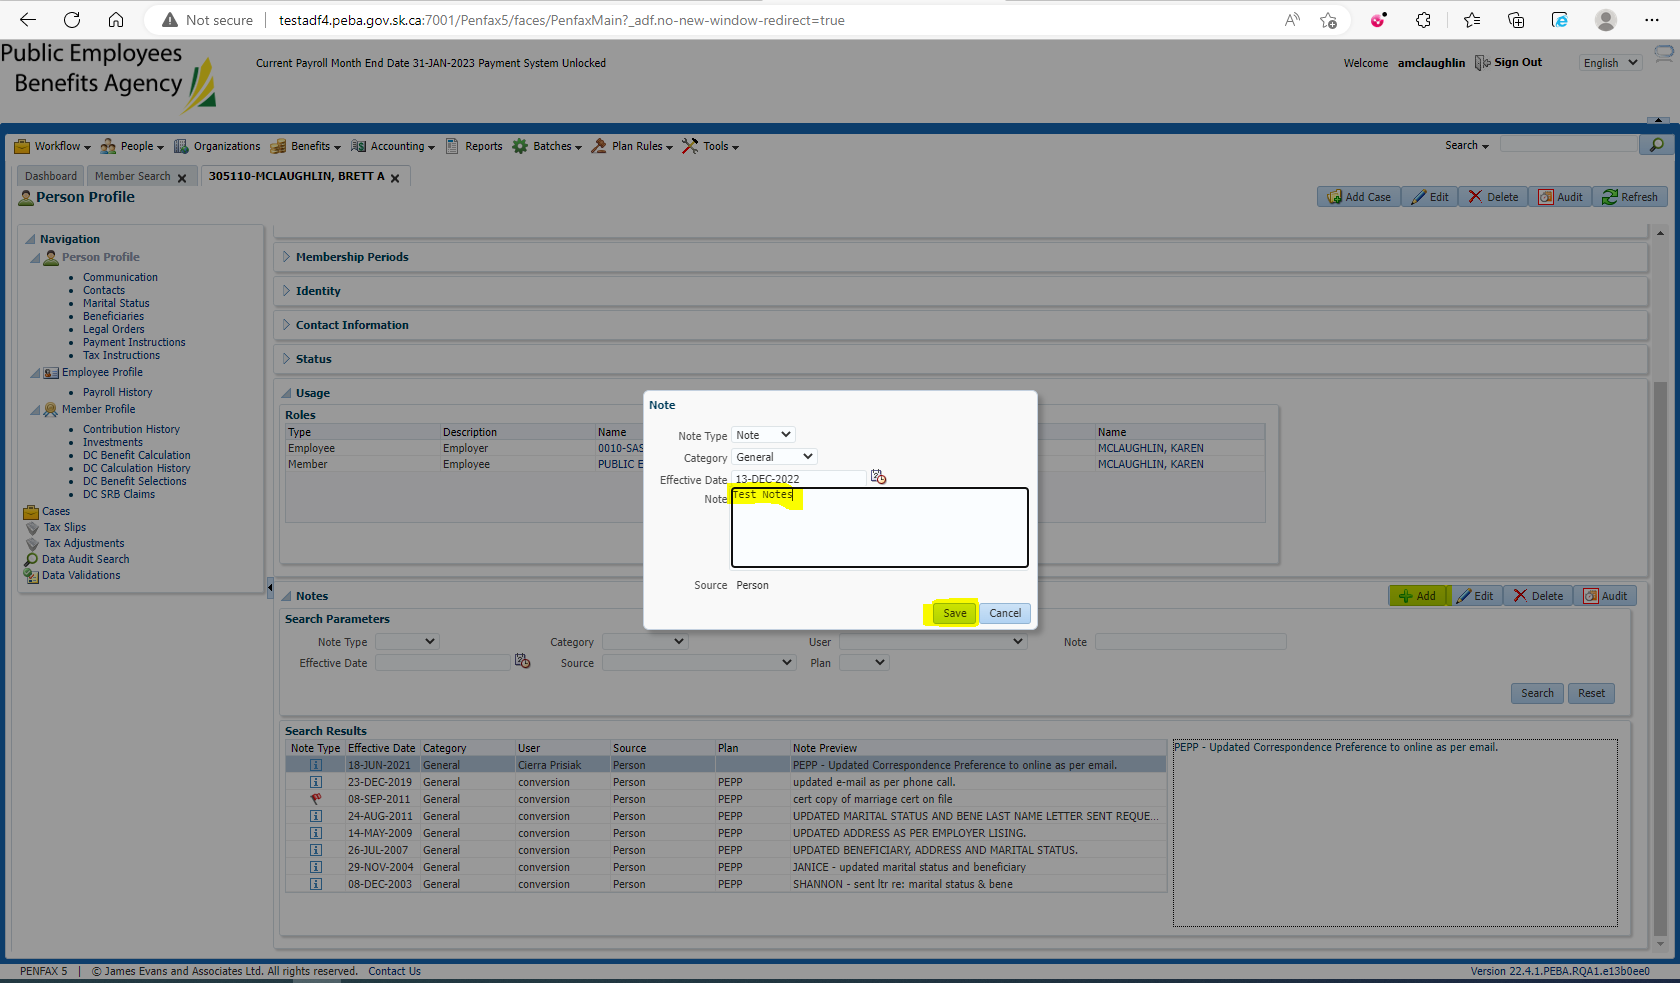 Not secure | testadf4.peba.gov.sk.ca:7001/Penfax5/faces/PenfaxMain?_adf.no-new-window-redirect=true
Public Employees
Benefits Agency
Current Payroll Month End Date 31-JAN-2023 Payment System Unlocked
Welcome amclaughlin Sign Out English
Workflow People Organizations Benefits Accounting Reports Batches Plan Rules Tools Search
Dashboard Member Search 305110-MCLAUGHLIN, BRETT A
Person Profile
Add Case Edit Delete Audit Refresh
Navigation
Person Profile
Communication
Contacts
Marital Status
Beneficiaries
Legal Orders
Payment Instructions
Tax Instructions
Employee Profile
Payroll History
Member Profile
Contribution History
Investments
DC Benefit Calculation
DC Calculation History
DC Benefit Selections
DC SRB Claims
Cases
Tax Slips
Tax Adjustments
Data Audit Search
Data Validations
Membership Periods
Identity
Contact Information
Status
Usage
Roles
Type Description Name Name
Employee Employer 0010-SAS MCLAUGHLIN, KAREN
Member Employee PUBLIC E MCLAUGHLIN, KAREN
Note
Note Type Note
Category General
Effective Date 13-DEC-2022
Note Test Notes
Source Person
Save Cancel
Notes
Add Edit Delete Audit
Search Parameters
Note Type Category User Note
Effective Date Source Plan
Search Reset
Search Results
Note Type Effective Date Category User Source Plan Note Preview
18-JUN-2021 General Cierra Prisiak Person PEPP - Updated Correspondence Preference to online as per email.
23-DEC-2019 General conversion Person PEPP updated e-mail as per phone call.
08-SEP-2011 General conversion Person PEPP cert copy of marriage cert on file
24-AUG-2011 General conversion Person PEPP UPDATED MARITAL STATUS AND BENE LAST NAME LETTER SENT REQUE...
14-MAY-2009 General conversion Person PEPP UPDATED ADDRESS AS PER EMPLOYER LISING.
26-JUL-2007 General conversion Person PEPP UPDATED BENEFICIARY, ADDRESS AND MARITAL STATUS.
29-NOV-2004 General conversion Person PEPP JANICE - updated marital status and beneficiary
08-DEC-2003 General conversion Person PEPP SHANNON - sent ltr re: marital status & bene
PEPP - Updated Correspondence Preference to online as per email.
PENFAX 5 | © James Evans and Associates Ltd. All rights reserved. Contact Us
Version 22.4.1.PEBA.RQA1.e13b0ee0